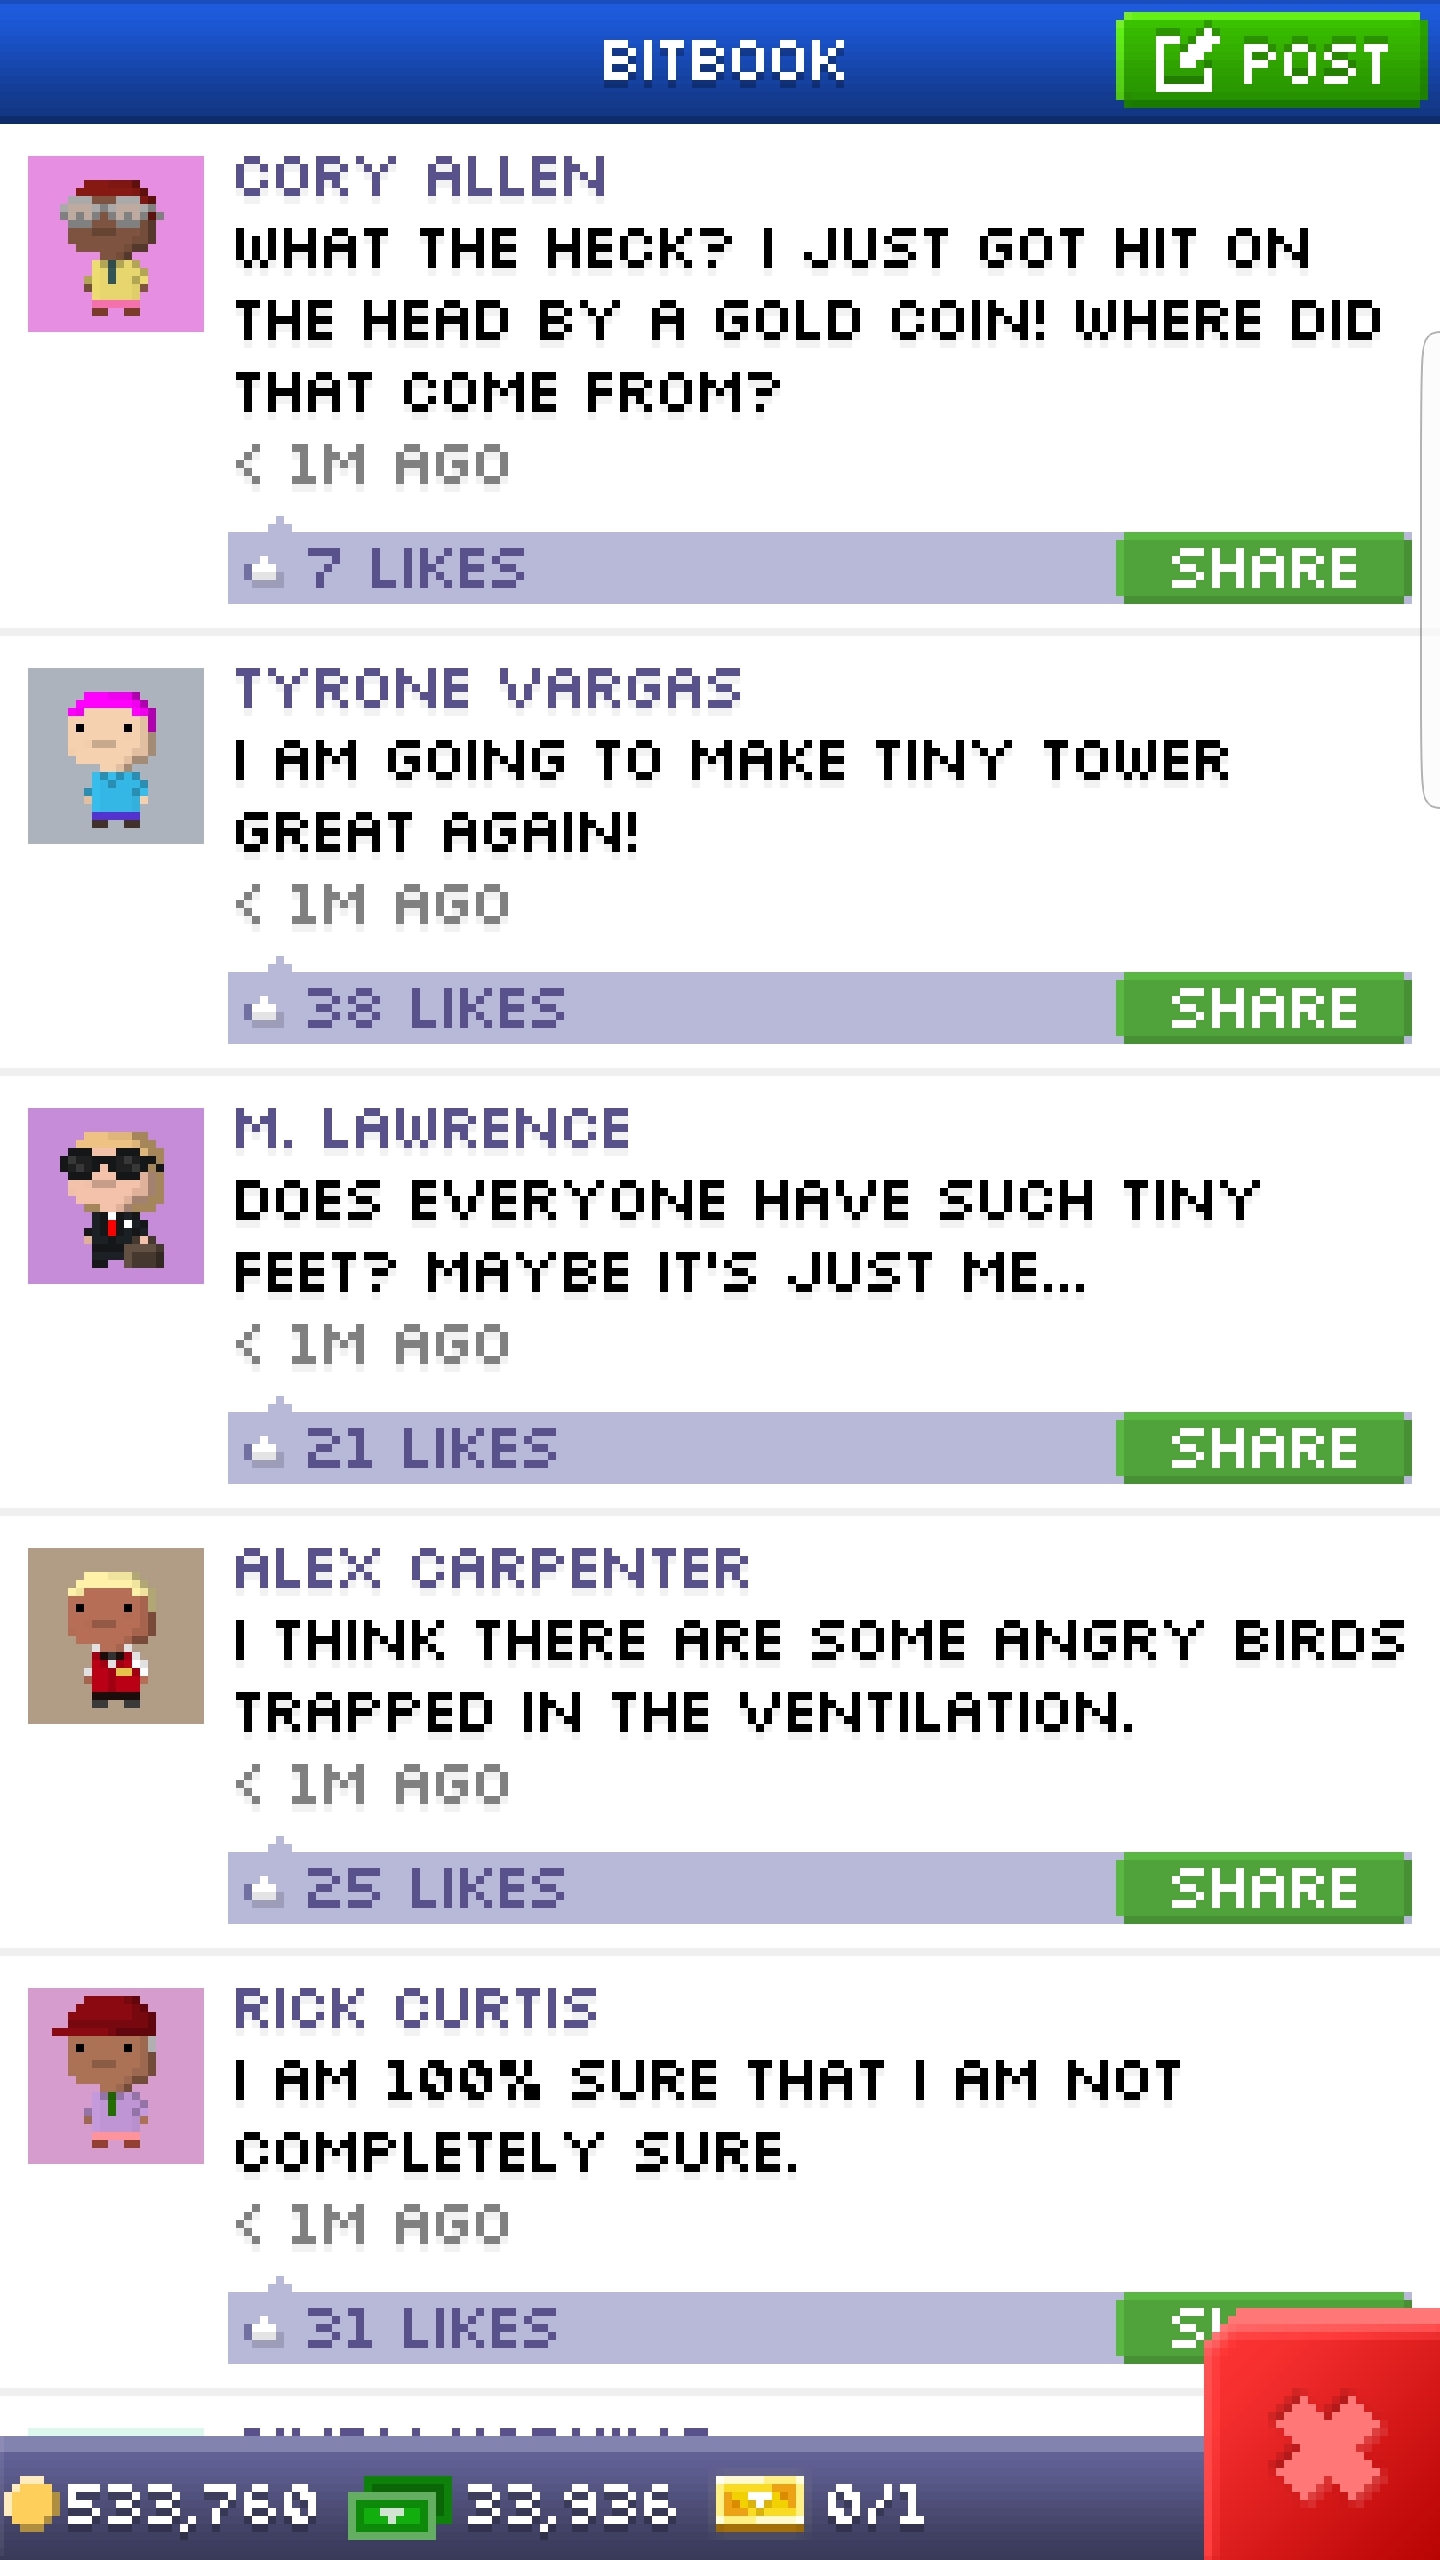 BITBOOK
POST
CORY ALLEN
WHAT THE HECK? I JUST GOT HIT ON
THE HEAD BY A GOLD COIN! WHERE DID
THAT COME FROM?
< 1M AGO
7 LIKES
SHARE
TYRONE VARGAS
I AM GOING TO MAKE TINY TOWER
GREAT AGAIN!
< 1M AGO
38 LIKES
SHARE
M. LAWRENCE
DOES EVERYONE HAVE SUCH TINY
FEET? MAYBE IT'S JUST ME...
< 1M AGO
21 LIKES
SHARE
ALEX CARPENTER
I THINK THERE ARE SOME ANGRY BIRDS
TRAPPED IN THE VENTILATION.
< 1M AGO
25 LIKES
SHARE
RICK CURTIS
I AM 100% SURE THAT I AM NOT
COMPLETELY SURE.
< 1M AGO
31 LIKES
533,760
33,936
0/1